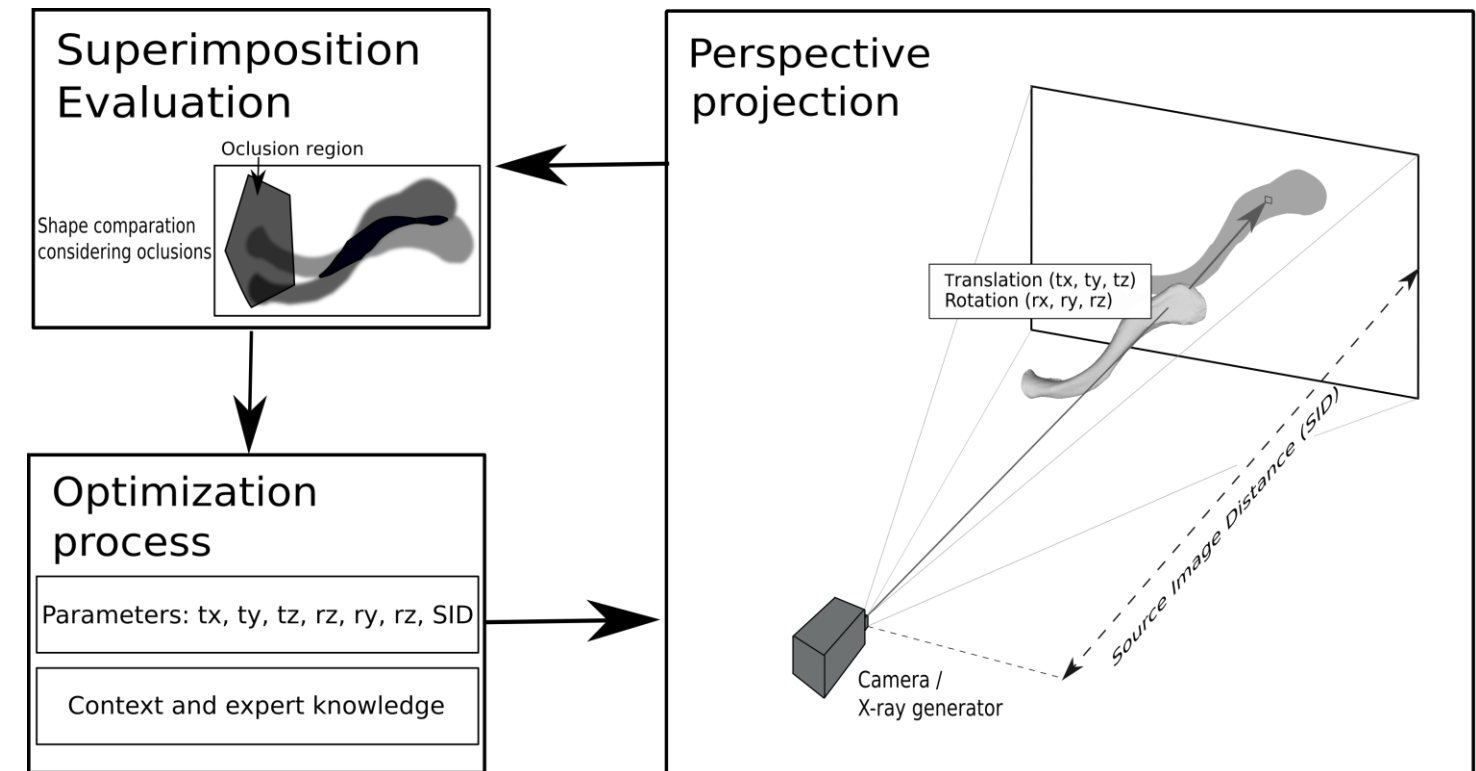 Superimposition
Evaluation
Oclusion region
Shape comparation
considering oclusions
Optimization
process
Parameters: tx, ty, tz, rz, ry, rz, SID
Context and expert knowledge
Perspective
projection
Translation (tx, ty, tz)
Rotation (rx, ry, rz)
Source Image Distance (SID)
Camera /
X-ray generator